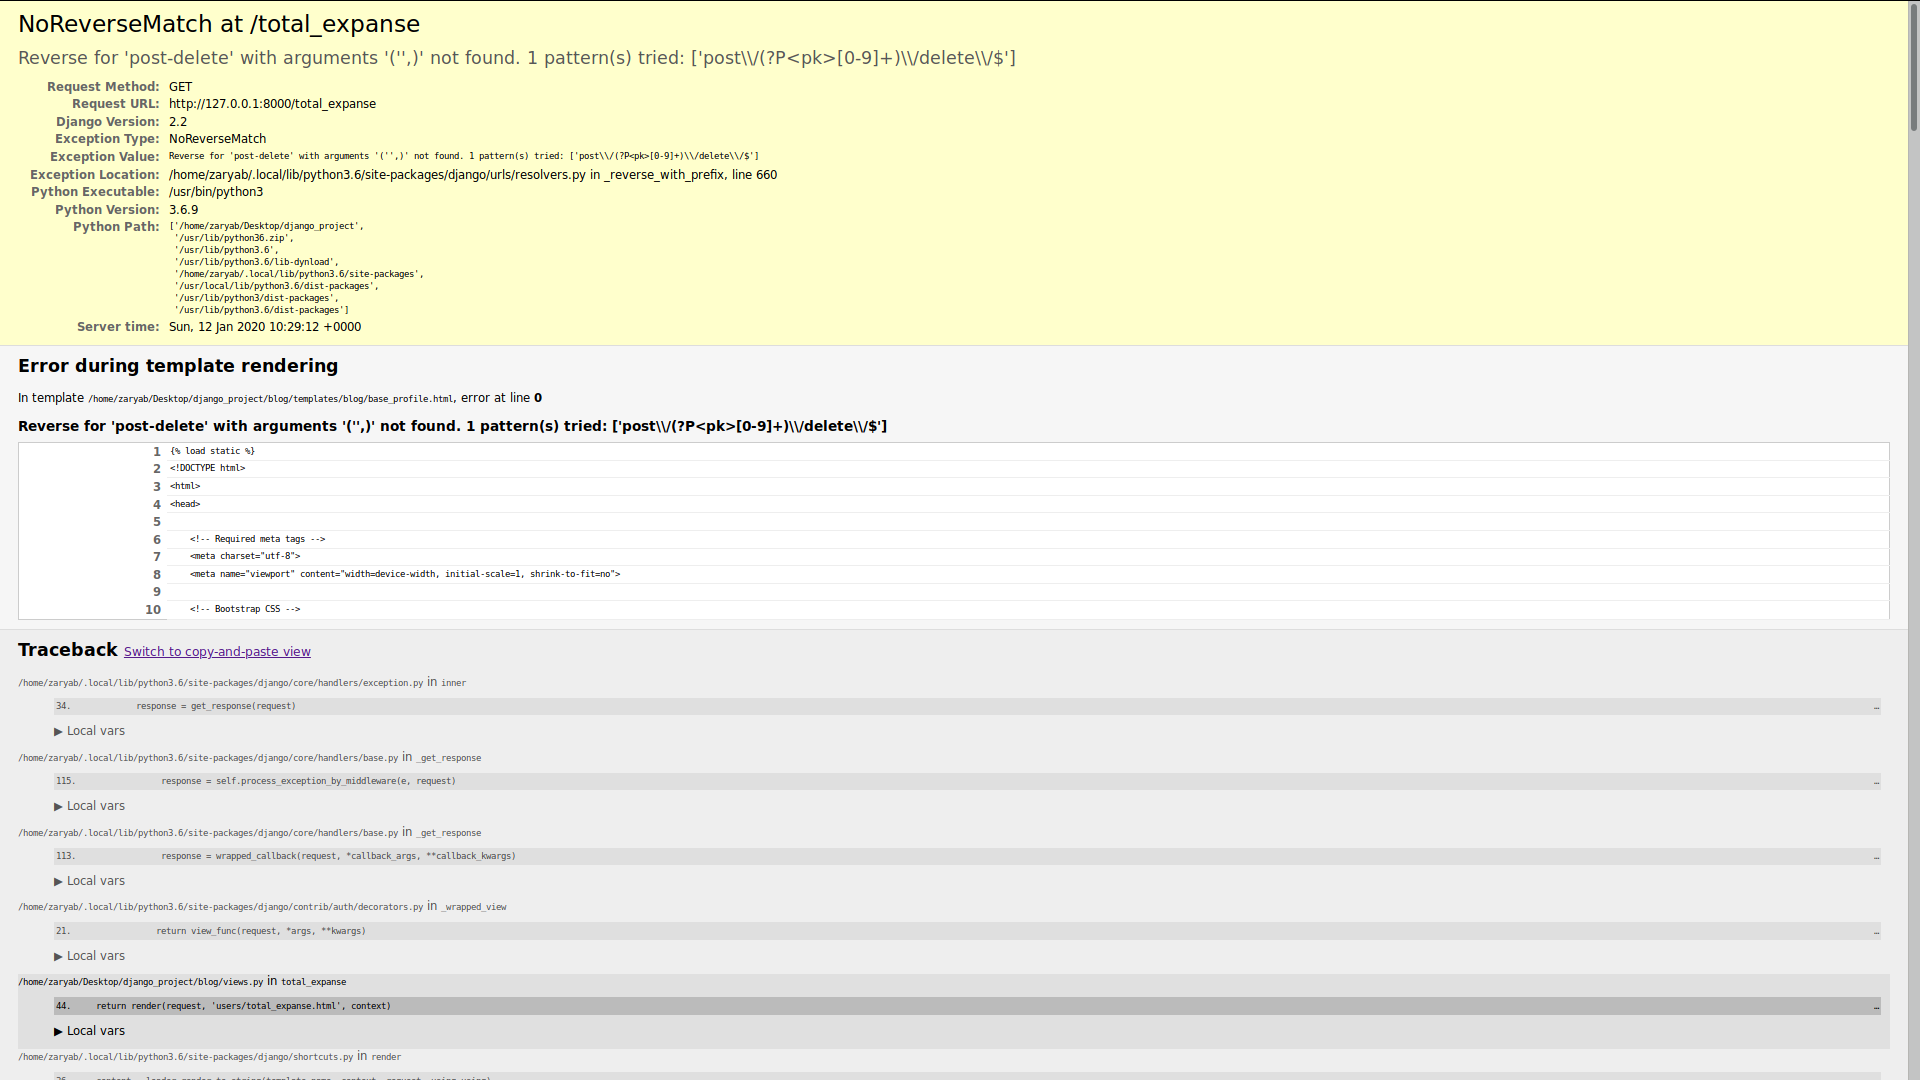 NoReverseMatch at /total_expanse
Reverse for 'post-delete' with arguments '('',)' not found. 1 pattern(s) tried: ['post\\/(?P<pk>[0-9]+)\\/delete\\/$']
Request Method: GET
Request URL: http://127.0.0.1:8000/total_expanse
Django Version: 2.2
Exception Type: NoReverseMatch
Exception Value: Reverse for 'post-delete' with arguments '('',)' not found. 1 pattern(s) tried: ['post\\/(?P<pk>[0-9]+)\\/delete\\/$']
Exception Location: /home/zaryab/.local/lib/python3.6/site-packages/django/urls/resolvers.py in _reverse_with_prefix, line 660
Python Executable: /usr/bin/python3
Python Version: 3.6.9
Python Path: ['/home/zaryab/Desktop/django_project',
'/usr/lib/python36.zip',
'/usr/lib/python3.6',
'/usr/lib/python3.6/lib-dynload',
'/home/zaryab/.local/lib/python3.6/site-packages',
'/usr/local/lib/python3.6/dist-packages',
'/usr/lib/python3/dist-packages',
'/usr/lib/python3.6/dist-packages']
Server time: Sun, 12 Jan 2020 10:29:12 +0000
Error during template rendering
In template /home/zaryab/Desktop/django_project/blog/templates/blog/base_profile.html, error at line 0
Reverse for 'post-delete' with arguments '('',)' not found. 1 pattern(s) tried: ['post\\/(?P<pk>[0-9]+)\\/delete\\/$']
1 {% load static %}
2 <!DOCTYPE html>
3 <html>
4 <head>
5
6 <!-- Required meta tags -->
7 <meta charset="utf-8">
8 <meta name="viewport" content="width=device-width, initial-scale=1, shrink-to-fit=no">
9
10 <!-- Bootstrap CSS -->
Traceback Switch to copy-and-paste view
/home/zaryab/.local/lib/python3.6/site-packages/django/core/handlers/exception.py in inner
34. response = get_response(request) …
▶ Local vars
/home/zaryab/.local/lib/python3.6/site-packages/django/core/handlers/base.py in _get_response
115. response = self.process_exception_by_middleware(e, request) …
▶ Local vars
/home/zaryab/.local/lib/python3.6/site-packages/django/core/handlers/base.py in _get_response
113. response = wrapped_callback(request, *callback_args, **callback_kwargs) …
▶ Local vars
/home/zaryab/.local/lib/python3.6/site-packages/django/contrib/auth/decorators.py in _wrapped_view
21. return view_func(request, *args, **kwargs) …
▶ Local vars
/home/zaryab/Desktop/django_project/blog/views.py in total_expanse
44. return render(request, 'users/total_expanse.html', context) …
▶ Local vars
/home/zaryab/.local/lib/python3.6/site-packages/django/shortcuts.py in render